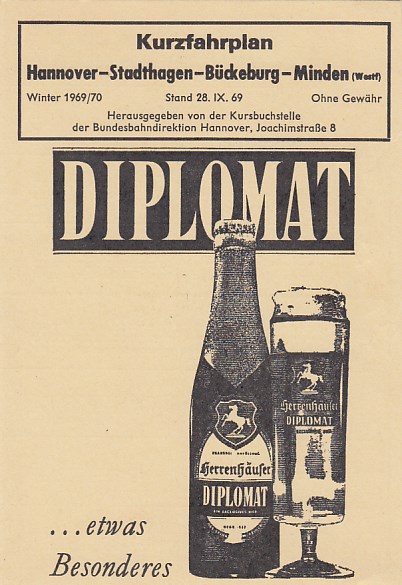 Kurzfahrplan
Hannover–Stadthagen–Bückeburg–Minden (Westf)
Winter 1969/70 Stand 28. IX. 69 Ohne Gewähr
Herausgegeben von der Kursbuchstelle
der Bundesbahndirektion Hannover, Joachimstraße 8
DIPLOMAT
Herrenhäuser
DIPLOMAT
Herrenhäuser
DIPLOMAT
...etwas
Besonderes